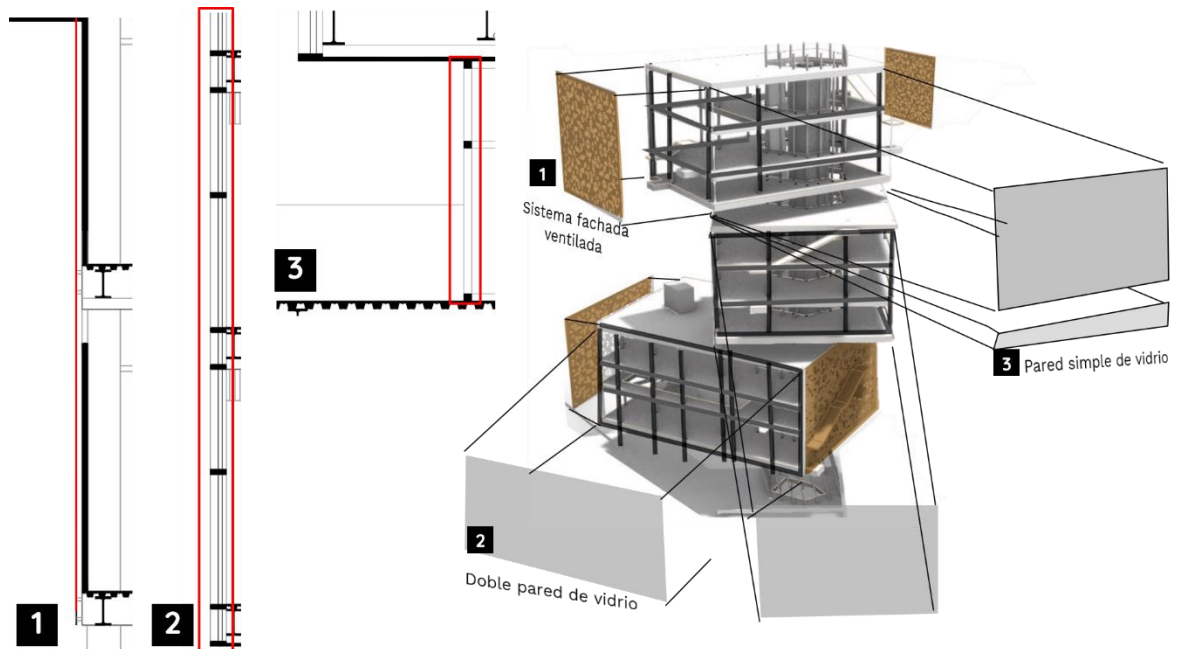 1
2
3
1
Sistema fachada
ventilada
3 Pared simple de vidrio
2
Doble pared de vidrio